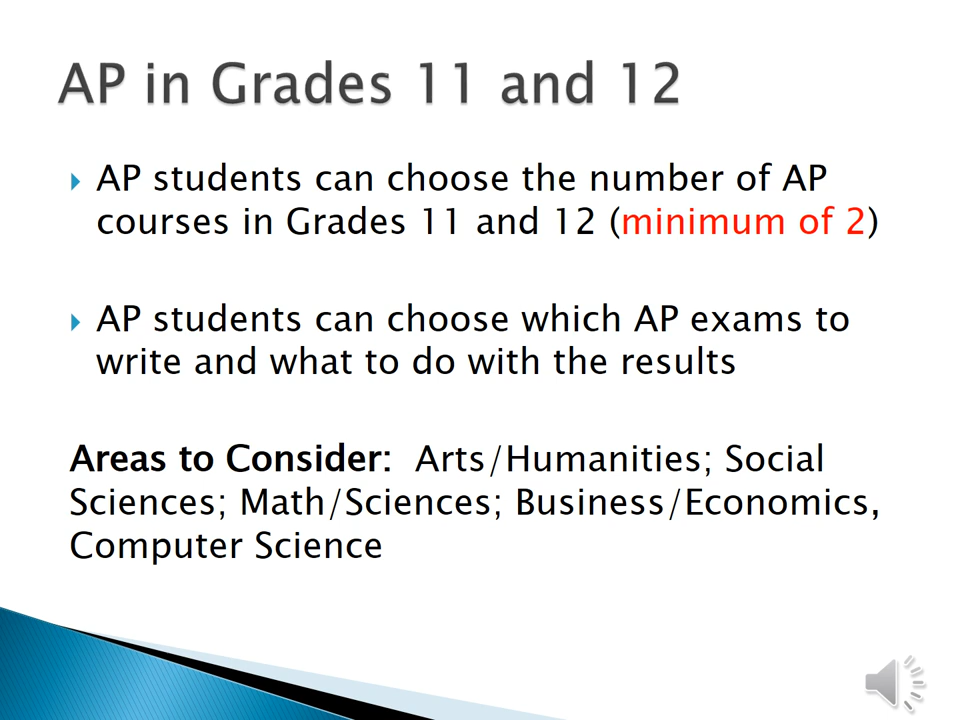 AP in Grades 11 and 12
AP students can choose the number of AP
courses in Grades 11 and 12 (minimum of 2)
AP students can choose which AP exams to
write and what to do with the results
Areas to Consider:  Arts/Humanities; Social
Sciences; Math/Sciences; Business/Economics,
Computer Science